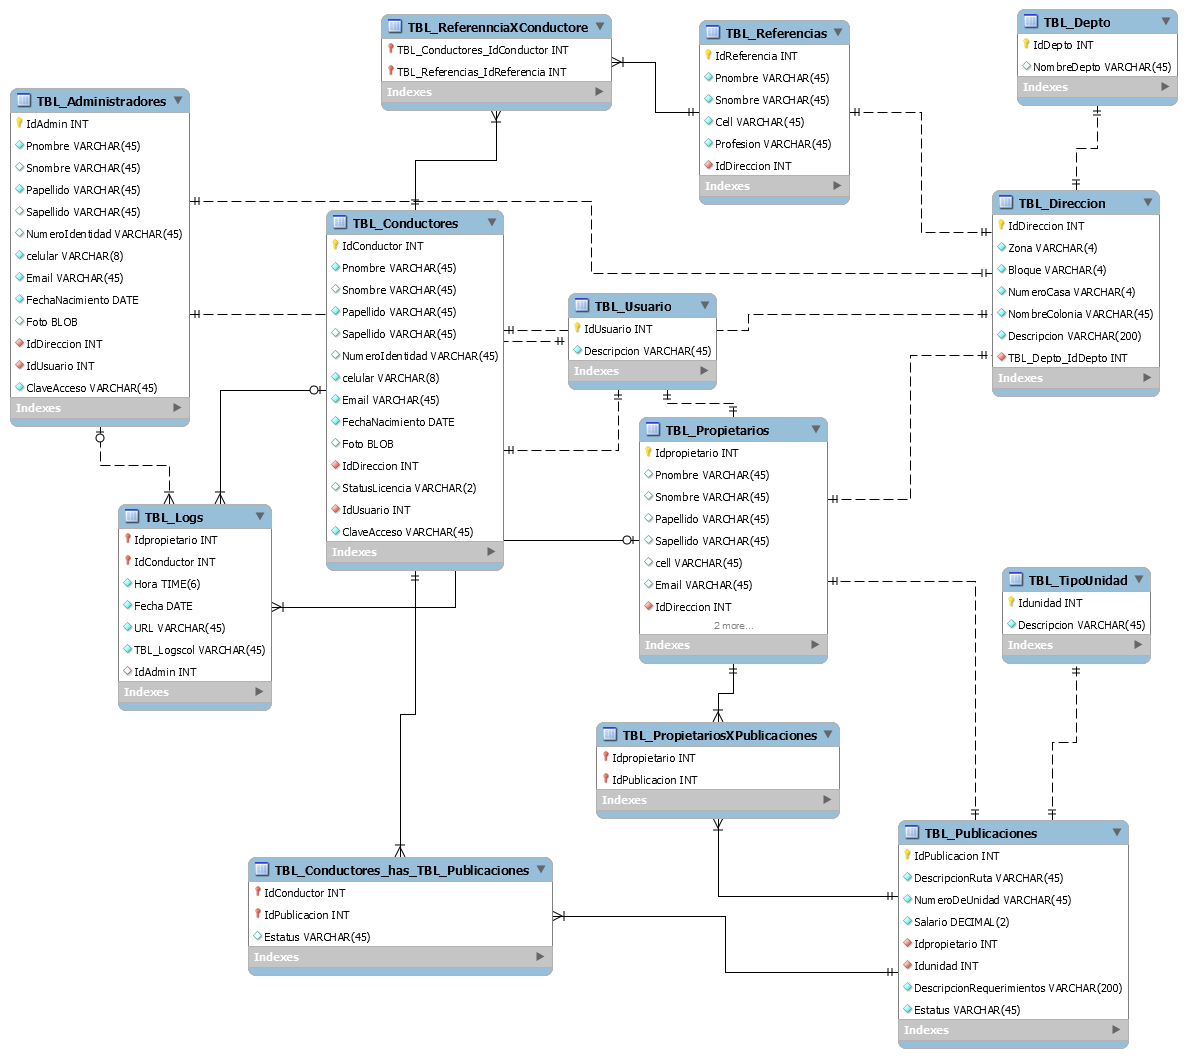 TBL_ReferennciaXConductore
TBL_Conductores_IdConductor INT
TBL_Referencias_IdReferencia INT
Indexes
TBL_Referencias
IdReferencia INT
Pnombre VARCHAR(45)
Snombre VARCHAR(45)
Cell VARCHAR(45)
Profesion VARCHAR(45)
IdDireccion INT
Indexes
TBL_Depto
IdDepto INT
NombreDepto VARCHAR(45)
Indexes
TBL_Administradores
IdAdmin INT
Pnombre VARCHAR(45)
Snombre VARCHAR(45)
Papellido VARCHAR(45)
Sapellido VARCHAR(45)
NumeroIdentidad VARCHAR(45)
celular VARCHAR(8)
Email VARCHAR(45)
FechaNacimiento DATE
Foto BLOB
IdDireccion INT
IdUsuario INT
ClaveAcceso VARCHAR(45)
Indexes
TBL_Conductores
IdConductor INT
Pnombre VARCHAR(45)
Snombre VARCHAR(45)
Papellido VARCHAR(45)
Sapellido VARCHAR(45)
NumeroIdentidad VARCHAR(45)
celular VARCHAR(8)
Email VARCHAR(45)
FechaNacimiento DATE
Foto BLOB
IdDireccion INT
StatusLicencia VARCHAR(2)
IdUsuario INT
ClaveAcceso VARCHAR(45)
Indexes
TBL_Usuario
IdUsuario INT
Descripcion VARCHAR(45)
Indexes
TBL_Direccion
IdDireccion INT
Zona VARCHAR(4)
Bloque VARCHAR(4)
NumeroCasa VARCHAR(4)
NombreColonia VARCHAR(45)
Descripcion VARCHAR(200)
TBL_Depto_IdDepto INT
Indexes
TBL_Propietarios
Idpropietario INT
Pnombre VARCHAR(45)
Snombre VARCHAR(45)
Papellido VARCHAR(45)
Sapellido VARCHAR(45)
cell VARCHAR(45)
Email VARCHAR(45)
IdDireccion INT
2 more...
Indexes
TBL_Logs
Idpropietario INT
IdConductor INT
Hora TIME(6)
Fecha DATE
URL VARCHAR(45)
TBL_Logscol VARCHAR(45)
IdAdmin INT
Indexes
TBL_TipoUnidad
Idunidad INT
Descripcion VARCHAR(45)
Indexes
TBL_PropietariosXPublicaciones
Idpropietario INT
IdPublicacion INT
Indexes
TBL_Conductores_has_TBL_Publicaciones
IdConductor INT
IdPublicacion INT
Estatus VARCHAR(45)
Indexes
TBL_Publicaciones
IdPublicacion INT
DescripcionRuta VARCHAR(45)
NumeroDeUnidad VARCHAR(45)
Salario DECIMAL(2)
Idpropietario INT
Idunidad INT
DescripcionRequerimientos VARCHAR(200)
Estatus VARCHAR(45)
Indexes